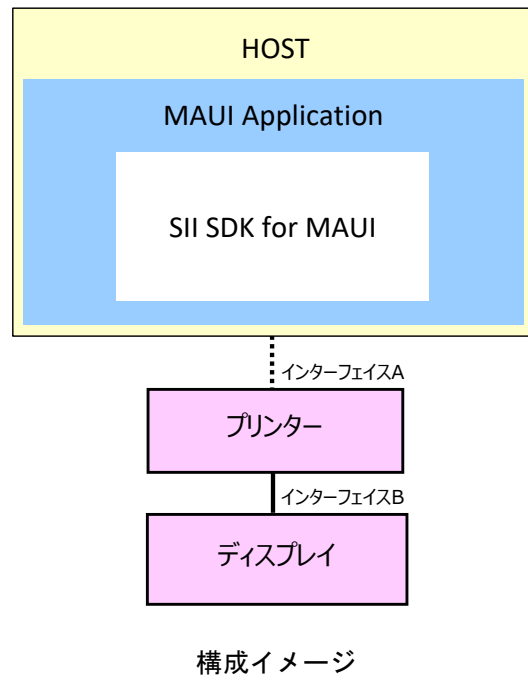 HOST
MAUI Application
SII SDK for MAUI
インターフェイスA
プリンター
インターフェイスB
ディスプレイ
構成イメージ